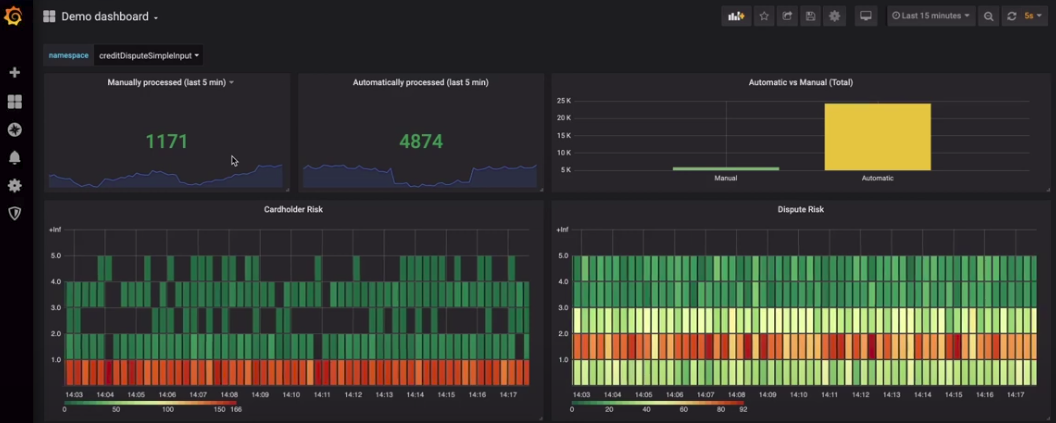 Demo dashboard
Last 15 minutes
5s
namespace creditDisputeSimpleInput
Manually processed (last 5 min)
1171
Automatically processed (last 5 min)
4874
Automatic vs Manual (Total)
25 K
20 K
15 K
10 K
5 K
Manual Automatic
Cardholder Risk
+Inf
5.0
4.0
3.0
2.0
1.0
14:03 14:04 14:05 14:06 14:07 14:08 14:09 14:10 14:11 14:12 14:13 14:14 14:15 14:16 14:17
0 50 100 150 166
Dispute Risk
+Inf
5.0
4.0
3.0
2.0
1.0
14:03 14:04 14:05 14:06 14:07 14:08 14:09 14:10 14:11 14:12 14:13 14:14 14:15 14:16 14:17
0 20 40 60 80 92